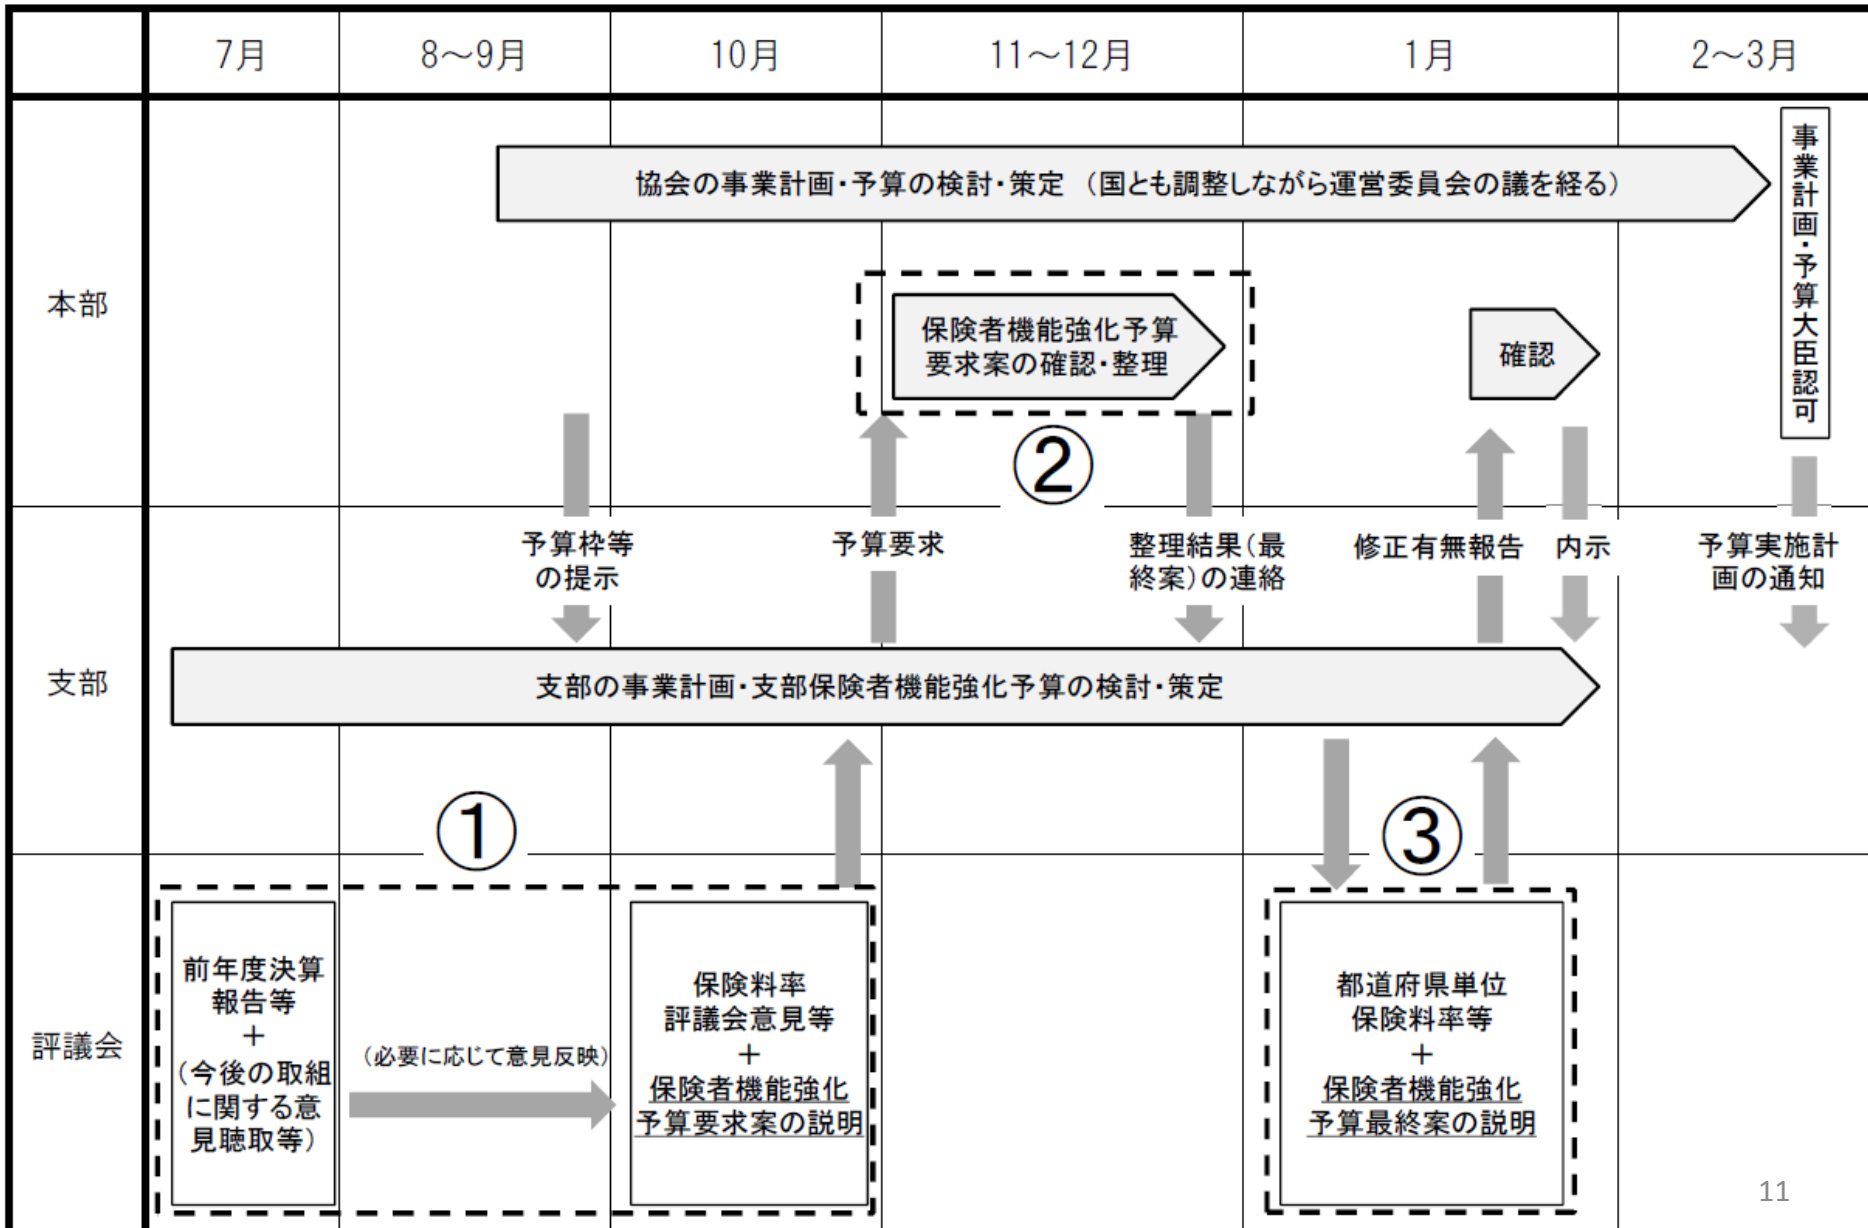 7月
8～9月
10月
11～12月
1月
2～3月
本部
協会の事業計画・予算の検討・策定 （国とも調整しながら運営委員会の議を経る）
事業計画・予算大臣認可
保険者機能強化予算
要求案の確認・整理
確認
②
予算枠等
の提示
予算要求
整理結果（最
終案）の連絡
修正有無報告
内示
予算実施計
画の通知
支部
支部の事業計画・支部保険者機能強化予算の検討・策定
①
③
評議会
前年度決算
報告等
＋
（今後の取組
に関する意
見聴取等）
（必要に応じて意見反映）
保険料率
評議会意見等
＋
保険者機能強化
予算要求案の説明
都道府県単位
保険料率等
＋
保険者機能強化
予算最終案の説明
11